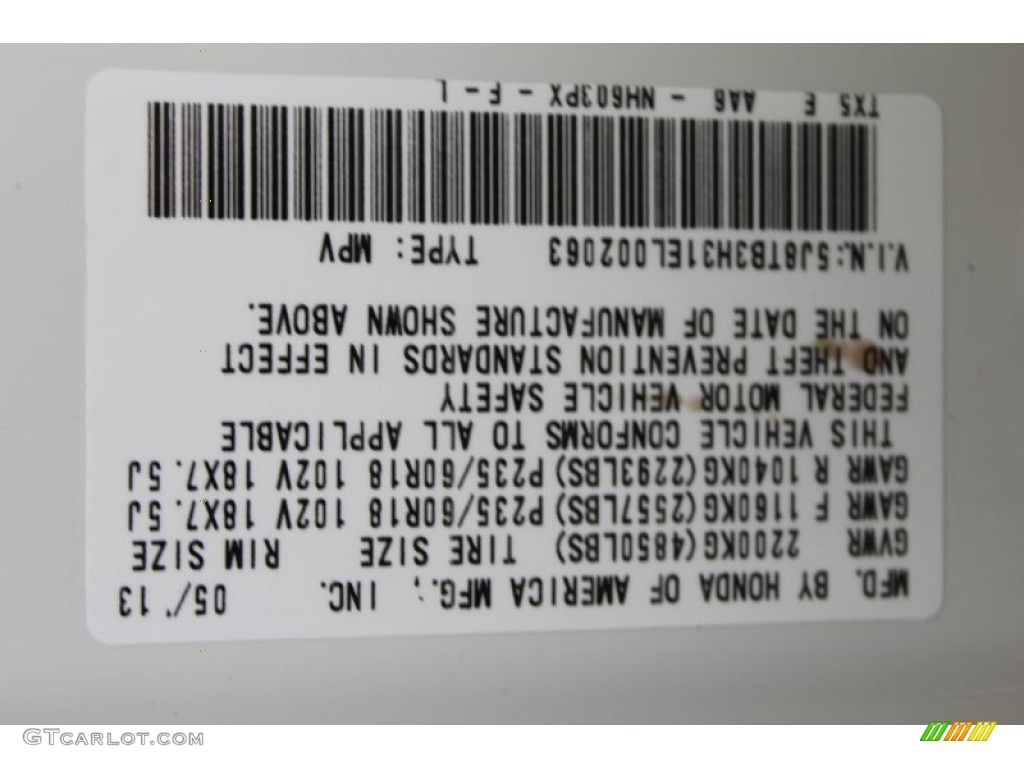 MFD. BY HONDA OF AMERICA MFG., INC. 05/'13
GVWR 2200KG(4850LBS) TIRE SIZE RIM SIZE
GAWR F 1160KG(2557LBS) P235/60R18 102V 18X7.5J
GAWR R 1040KG(2293LBS) P235/60R18 102V 18X7.5J
THIS VEHICLE CONFORMS TO ALL APPLICABLE
FEDERAL MOTOR VEHICLE SAFETY
AND THEFT PREVENTION STANDARDS IN EFFECT
ON THE DATE OF MANUFACTURE SHOWN ABOVE.
V.I.N.:5J8TB3H31EL002063 TYPE: MPV
TX5 E AA6 - NH603PX - F - L
GTCARLOT.COM